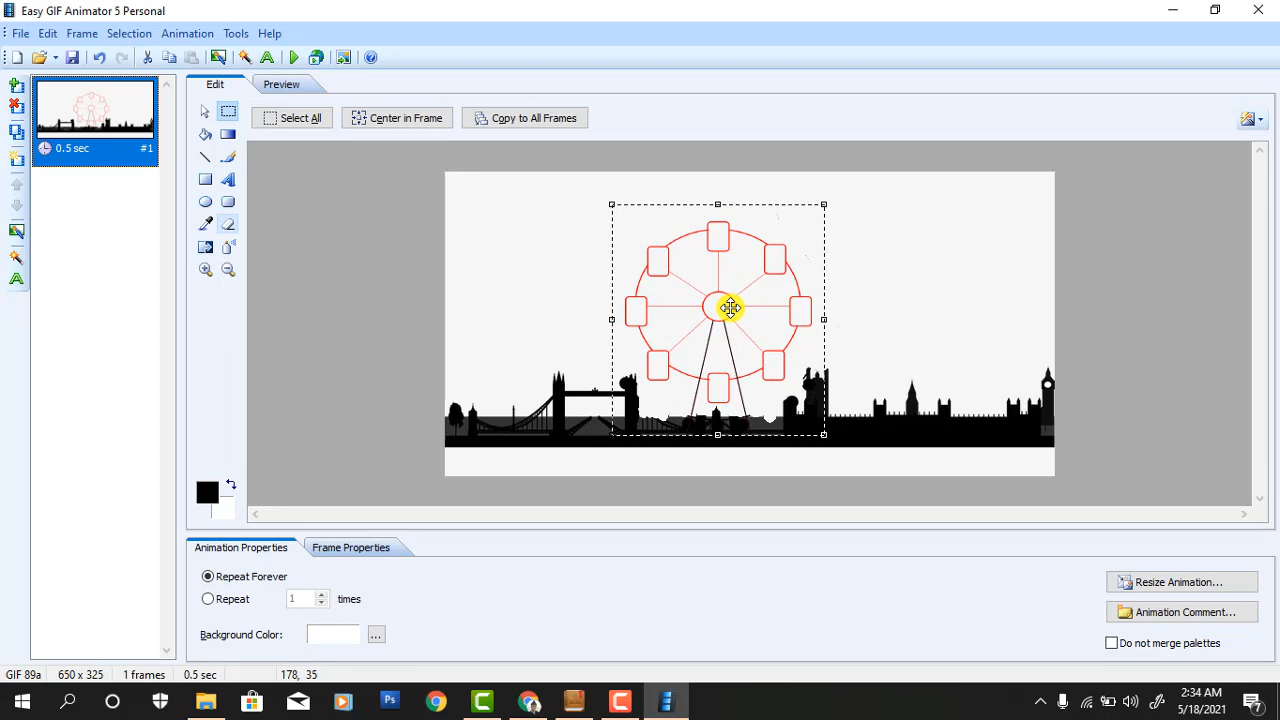 Easy GIF Animator 5 Personal
File Edit Frame Selection Animation Tools Help
Edit Preview
Select All Center in Frame Copy to All Frames
0.5 sec #1
Animation Properties Frame Properties
Repeat Forever
Repeat 1 times
Background Color: ...
Resize Animation...
Animation Comment...
Do not merge palettes
GIF 89a 650 x 325 1 frames 0.5 sec 178, 35
Ps
2:34 AM
5/18/2021
7